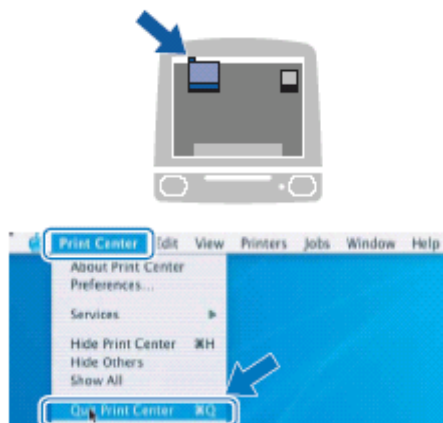 Print Center Edit View Printers Jobs Window Help
About Print Center
Preferences...
Services
Hide Print Center ⌘H
Hide Others
Show All
Quit Print Center ⌘Q